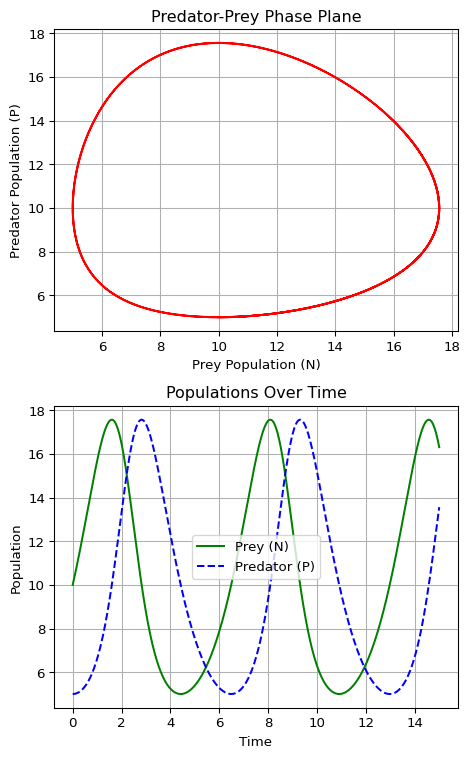 Predator-Prey Phase Plane
18
16
14
12
10
8
6
Predator Population (P)
6 8 10 12 14 16 18
Prey Population (N)
Populations Over Time
18
16
14
12
10
8
6
Population
Prey (N)
Predator (P)
0 2 4 6 8 10 12 14
Time